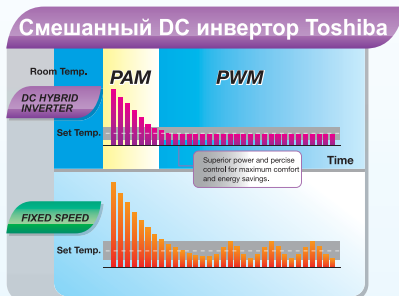 Смешанный DC инвертор Toshiba
Room Temp.
PAM
PWM
DC HYBRID
INVERTER
Set Temp.
Time
Superior power and percise
control for maximum comfort
and energy savings.
FIXED SPEED
Set Temp.